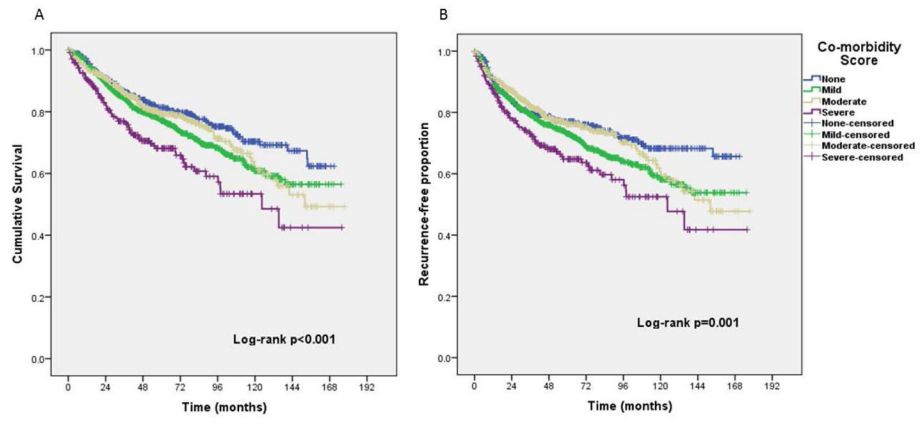 A
Cumulative Survival
1.0
0.8
0.6
0.4
0.2
0.0
Log-rank p<0.001
0 24 48 72 96 120 144 168 192
Time (months)
B
Recurrence-free proportion
1.0
0.8
0.6
0.4
0.2
0.0
Log-rank p=0.001
0 24 48 72 96 120 144 168 192
Time (months)
Co-morbidity
Score
None
Mild
Moderate
Severe
None-censored
Mild-censored
Moderate-censored
Severe-censored